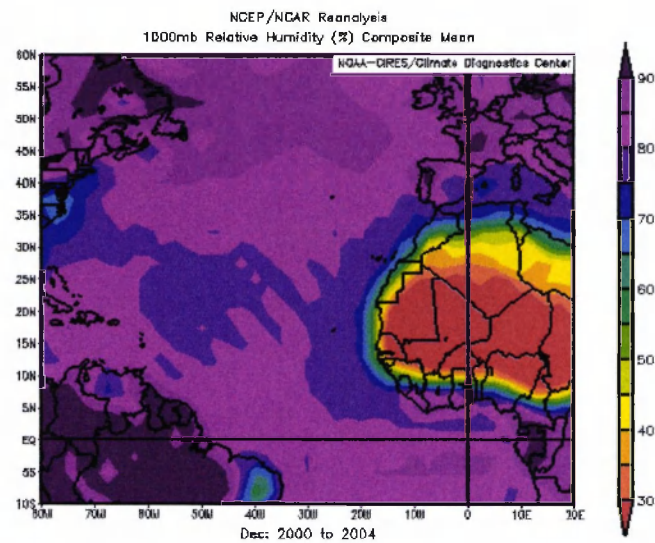 NCEP/NCAR Reanalysis
1000mb Relative Humidity (%) Composite Mean
NOAA-CIRES/Climate Diagnostics Center
60N
55N
50N
45N
40N
35N
30N
25N
20N
15N
10N
5N
EQ
5S
10S
80W
70W
60W
50W
40W
30W
20W
10W
0
10E
20E
Dec: 2000 to 2004
90
80
70
60
50
40
30